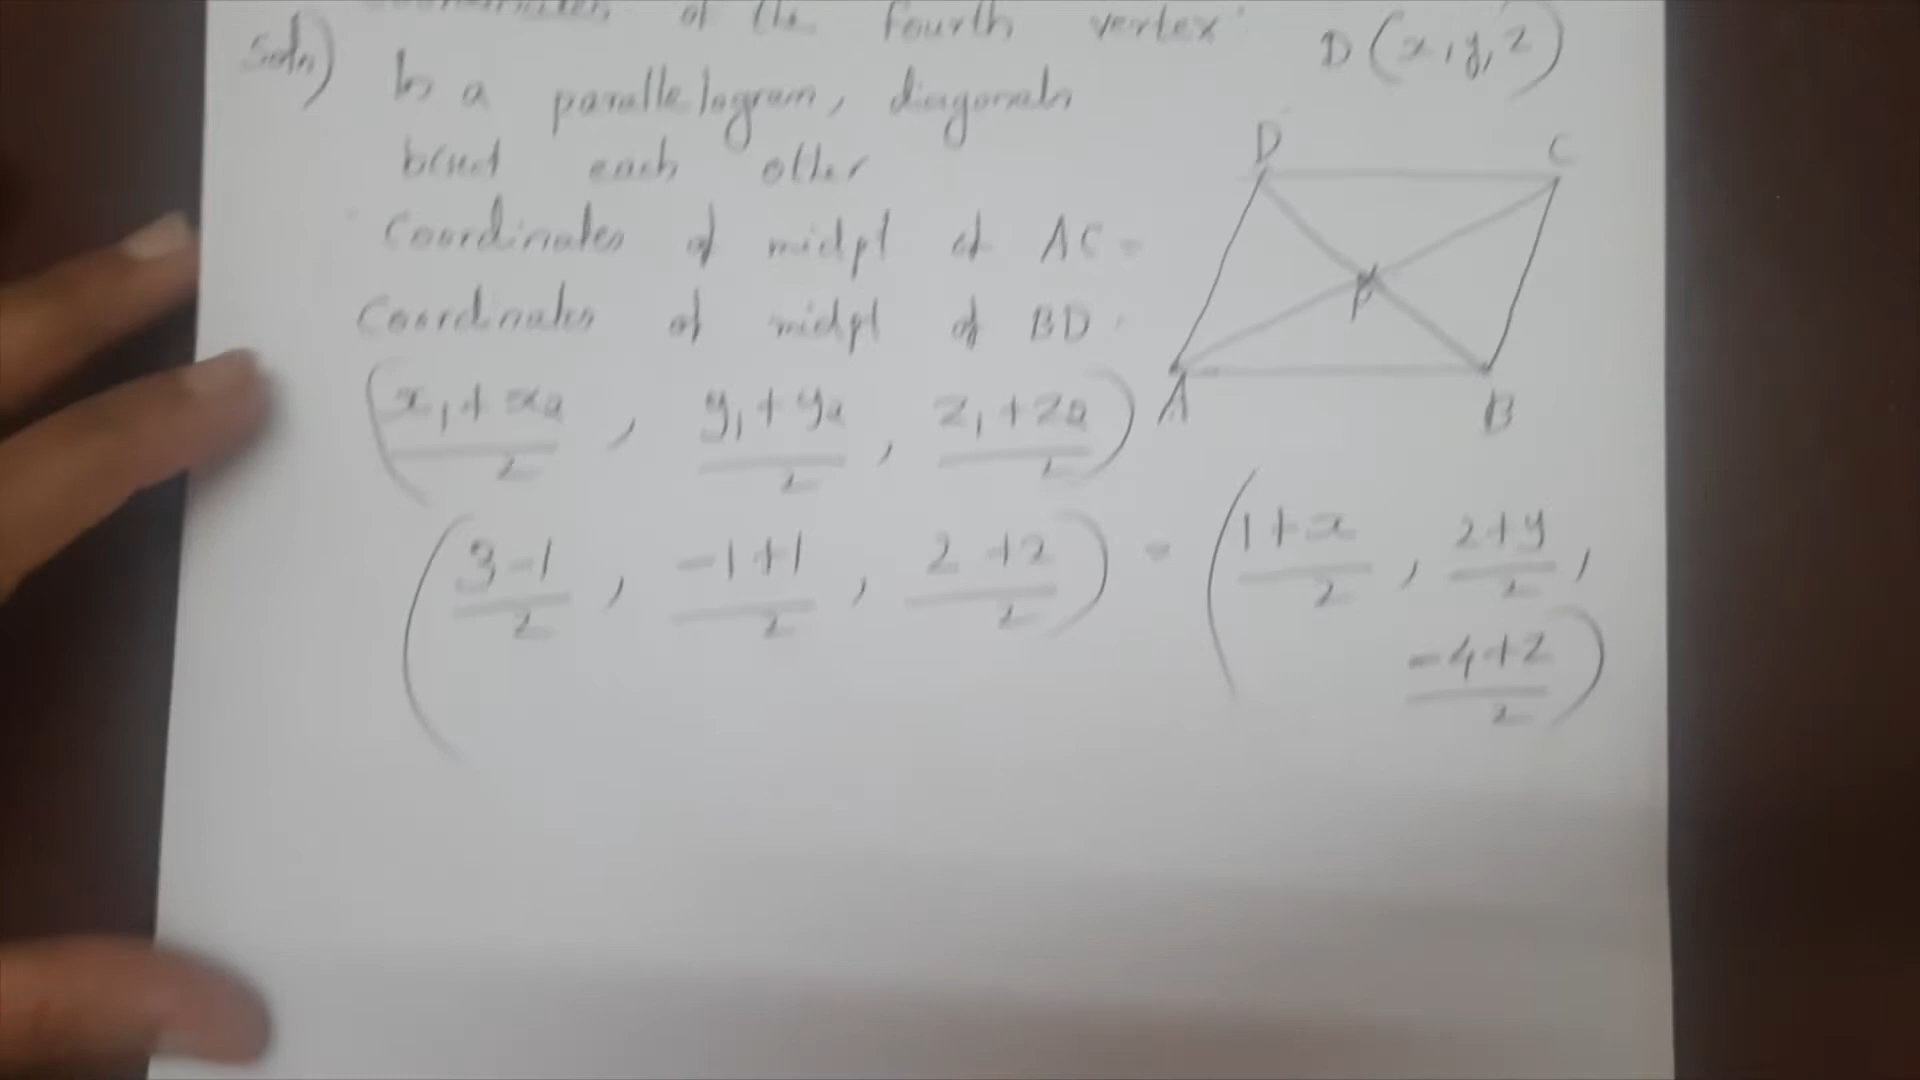 of the fourth vertex. D(x, y, z)
Soln) In a parallelogram, diagonals
bisect each other
Coordinates of midpt of AC =
Coordinates of midpt of BD.
(x₁+x₂/2, y₁+y₂/2, z₁+z₂/2)
D C
P
A B
(3-1/2, -1+1/2, 2+2/2) = (1+x/2, 2+y/2,
-4+z/2)